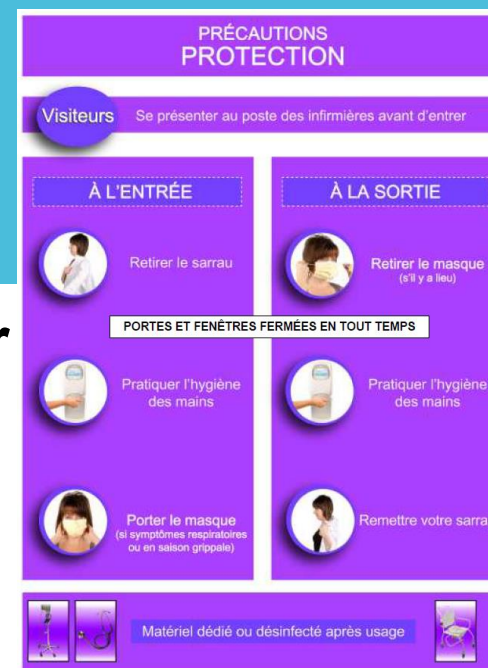 PRÉCAUTIONS
PROTECTION
Visiteurs
Se présenter au poste des infirmières avant d'entrer
À L'ENTRÉE
Retirer le sarrau
PORTES ET FENÊTRES FERMÉES EN TOUT TEMPS
Pratiquer l'hygiène
des mains
Porter le masque
(si symptômes respiratoires
ou en saison grippale)
À LA SORTIE
Retirer le masque
(s'il y a lieu)
Pratiquer l'hygiène
des mains
Remettre votre sarra
Matériel dédié ou désinfecté après usage